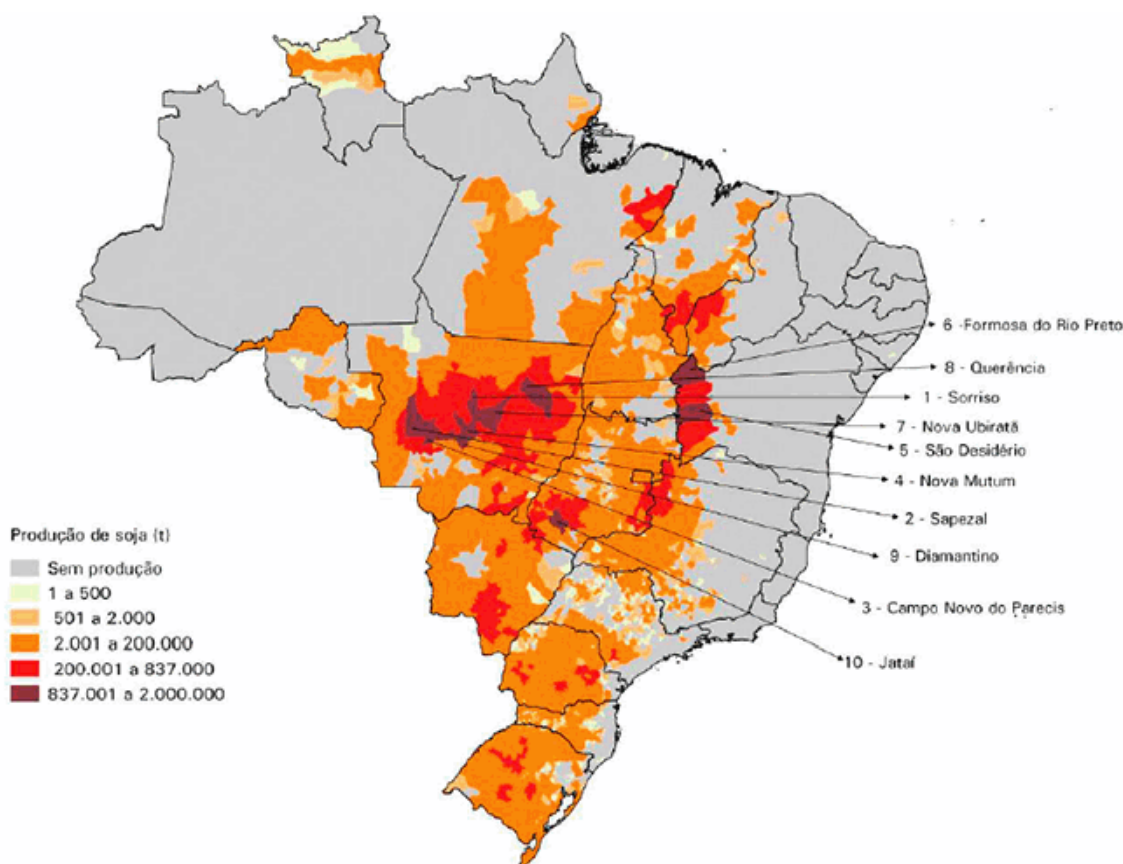 6 -Formosa do Rio Preto
8 - Querência
1 - Sorriso
7 - Nova Ubiratã
5 - São Desidério
4 - Nova Mutum
2 - Sapezal
9 - Diamantino
3 - Campo Novo do Parecis
10 - Jataí
Produção de soja (t)
Sem produção
1 a 500
501 a 2.000
2.001 a 200.000
200.001 a 837.000
837.001 a 2.000.000